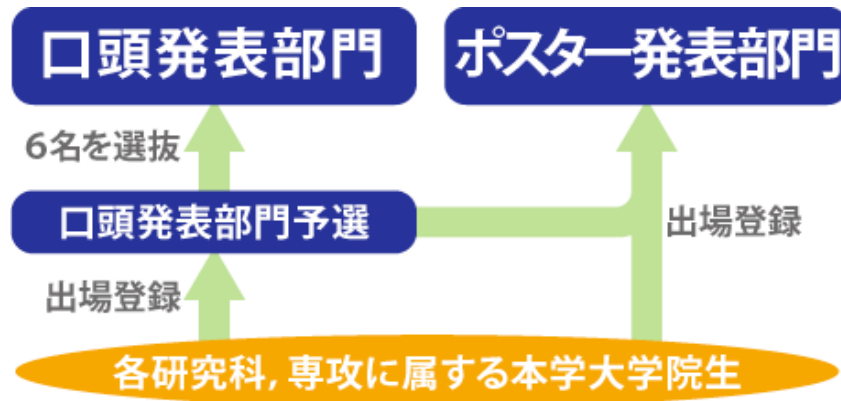 口頭発表部門
ポスター発表部門
6名を選抜
口頭発表部門予選
出場登録
出場登録
各研究科, 専攻に属する本学大学院生